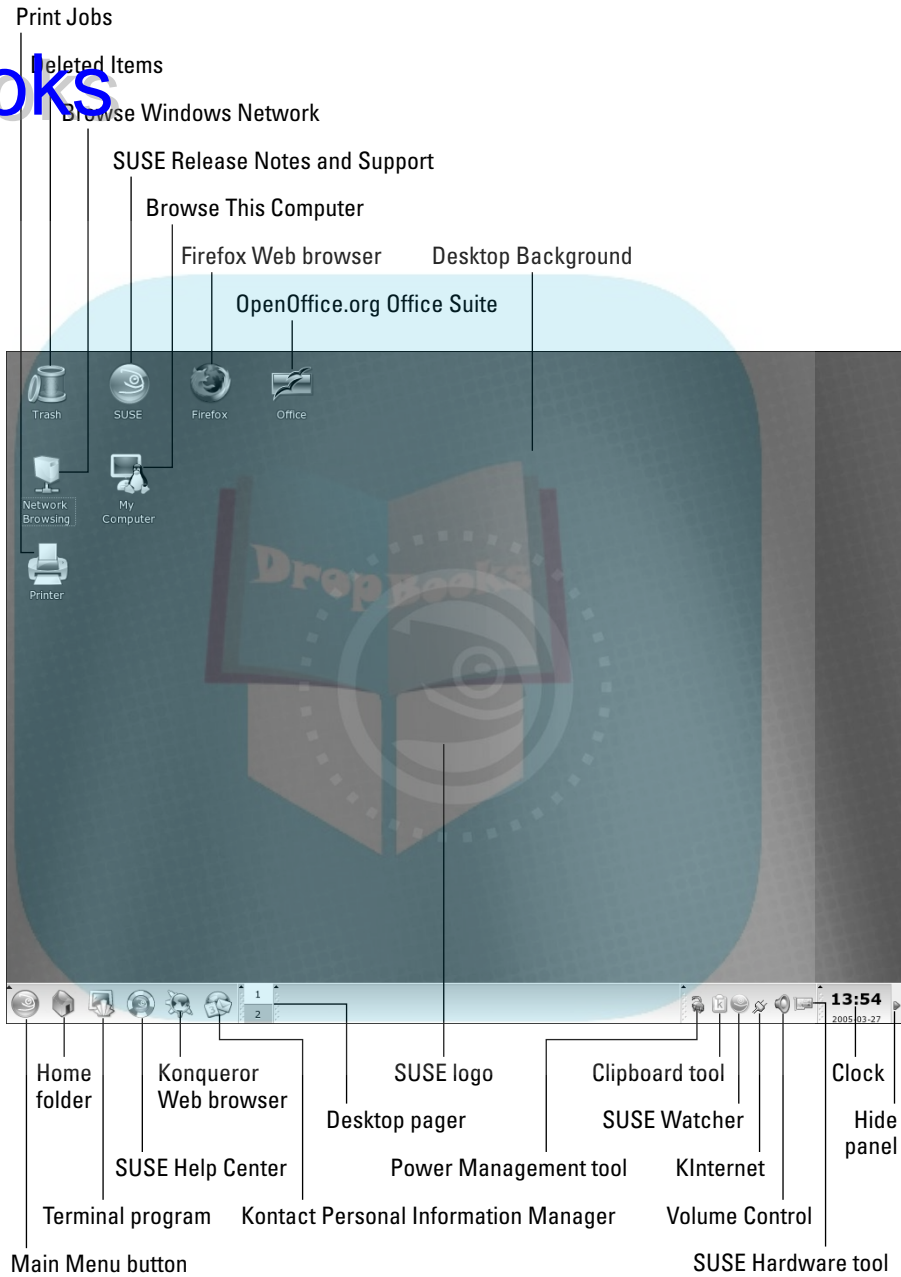 Print Jobs
Deleted Items
oks
Browse Windows Network
SUSE Release Notes and Support
Browse This Computer
Firefox Web browser
Desktop Background
OpenOffice.org Office Suite
Trash
SUSE
Firefox
Office
Network
Browsing
My
Computer
Printer
Drop Books
1
2
13:54
2005-03-27
Home
folder
Konqueror
Web browser
SUSE logo
Clipboard tool
Clock
Desktop pager
SUSE Watcher
Hide
panel
SUSE Help Center
Power Management tool
KInternet
Terminal program
Kontact Personal Information Manager
Volume Control
Main Menu button
SUSE Hardware tool